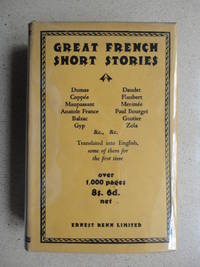 GREAT FRENCH
SHORT STORIES
Dumas Daudet
Coppée Flaubert
Maupassant Merimée
Anatole France Paul Bourget
Balzac Gautier
Gyp Zola
&c., &c.
Translated into English,
some of them for
the first time
over
1,000 pages
8s. 6d.
net
ERNEST BENN LIMITED